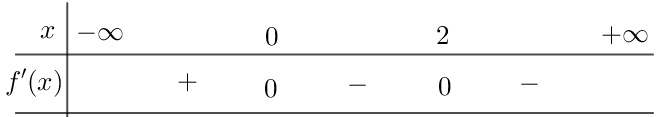 x −∞ 0 2 +∞
f′(x) + 0 − 0 −